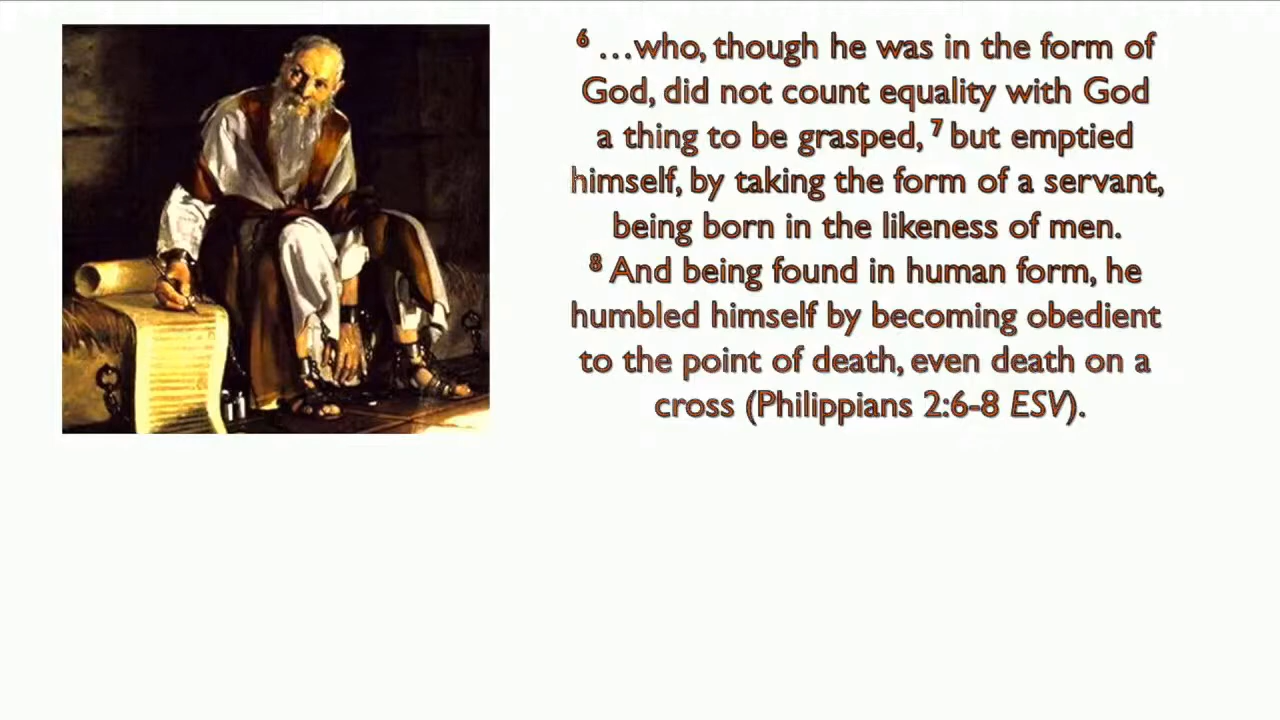 6 …who, though he was in the form of
God, did not count equality with God
a thing to be grasped, 7 but emptied
himself, by taking the form of a servant,
being born in the likeness of men.
8 And being found in human form, he
humbled himself by becoming obedient
to the point of death, even death on a
cross (Philippians 2:6-8 ESV).